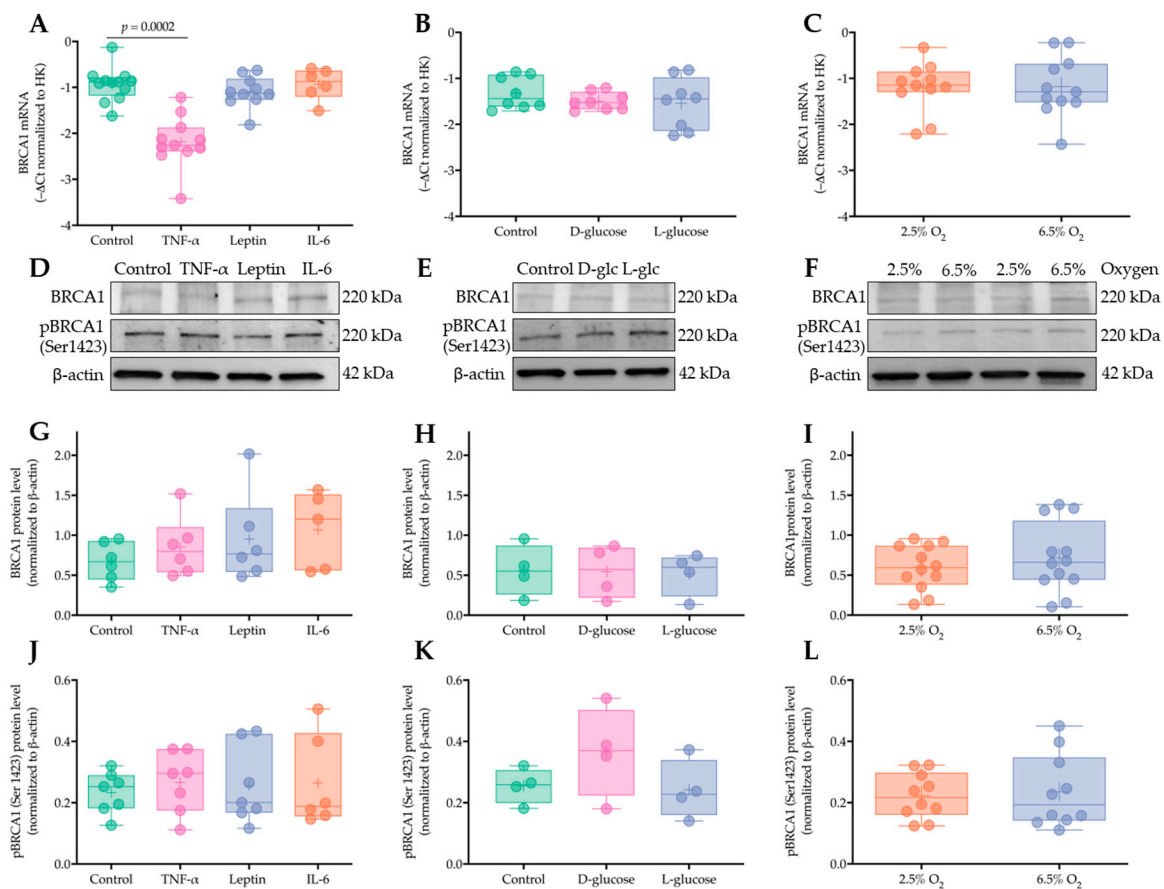 A
p = 0.0002
BRCA1 mRNA
(−ΔCt normalitzed to HK)
0
-1
-2
-3
-4
Control
TNF-α
Leptin
IL-6
B
BRCA1 mRNA
(−ΔCt normalitzed to HK)
0
-1
-2
-3
-4
Control
D-glucose
L-glucose
C
BRCA1 mRNA
(−ΔCt normalitzed to HK)
0
-1
-2
-3
-4
2.5% O2
6.5% O2
D
Control TNF-α Leptin IL-6
BRCA1
220 kDa
pBRCA1
(Ser1423)
220 kDa
β-actin
42 kDa
E
Control D-glc L-glc
BRCA1
220 kDa
pBRCA1
(Ser1423)
220 kDa
β-actin
42 kDa
F
2.5% 6.5% 2.5% 6.5% Oxygen
BRCA1
220 kDa
pBRCA1
(Ser1423)
220 kDa
β-actin
42 kDa
G
BRCA1 protein level
(normalitzed to β-actin)
2.0
1.5
1.0
0.5
0.0
Control
TNF-α
Leptin
IL-6
H
BRCA1 protein level
(normalitzed to β-actin)
2.0
1.5
1.0
0.5
0.0
Control
D-glucose
L-glucose
I
BRCA1protein level
(normalitzed to β-actin)
2.0
1.5
1.0
0.5
0.0
2.5% O2
6.5% O2
J
pBRCA1 (Ser 1423) protein level
(normalitzed to β-actin)
0.6
0.4
0.2
0.0
Control
TNF-α
Leptin
IL-6
K
pBRCA1 (Ser 1423) protein level
(normalitzed to β-actin)
0.6
0.4
0.2
0.0
Control
D-glucose
L-glucose
L
pBRCA1 (Ser1423) protein level
(normalitzed to β-actin)
0.6
0.4
0.2
0.0
2.5% O2
6.5% O2